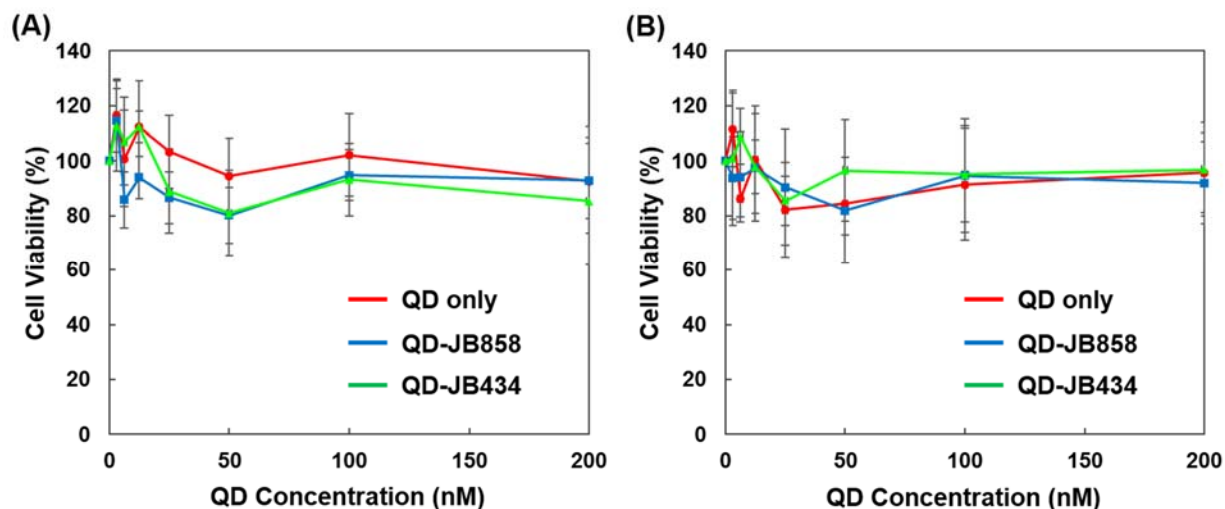 (A)
140
120
100
80
60
40
20
0
Cell Viability (%)
QD only
QD-JB858
QD-JB434
0 50 100 150 200
QD Concentration (nM)
(B)
140
120
100
80
60
40
20
0
Cell Viability (%)
QD only
QD-JB858
QD-JB434
0 50 100 150 200
QD Concentration (nM)